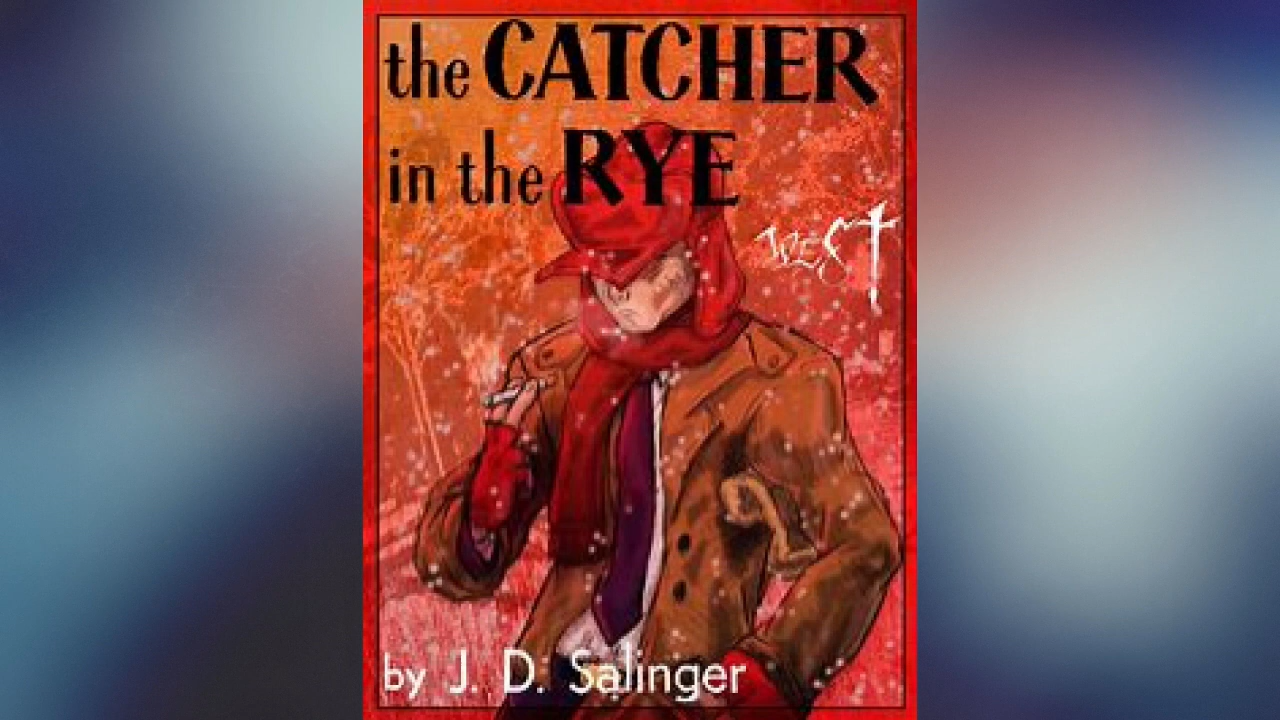 the CATCHER
in the RYE
WEST
by J. D. Salinger